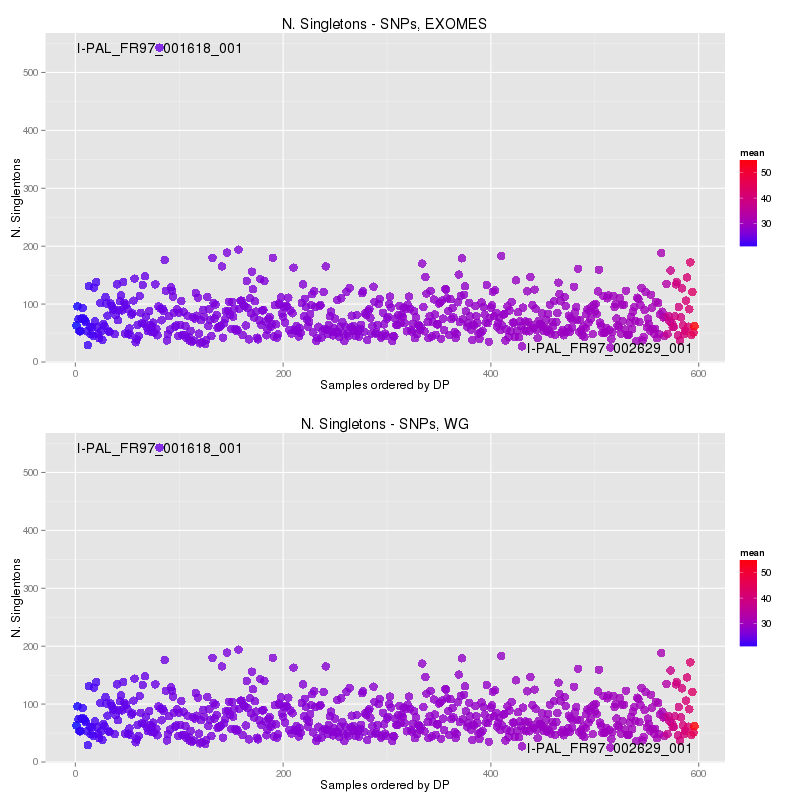 N. Singletons - SNPs, EXOMES
I-PAL_FR97_001618_001
500
400
300
200
100
0
N. Singlentons
I-PAL_FR97_002629_001
0 200 400 600
Samples ordered by DP
mean
50
40
30
N. Singletons - SNPs, WG
I-PAL_FR97_001618_001
500
400
300
200
100
0
N. Singlentons
I-PAL_FR97_002629_001
0 200 400 600
Samples ordered by DP
mean
50
40
30